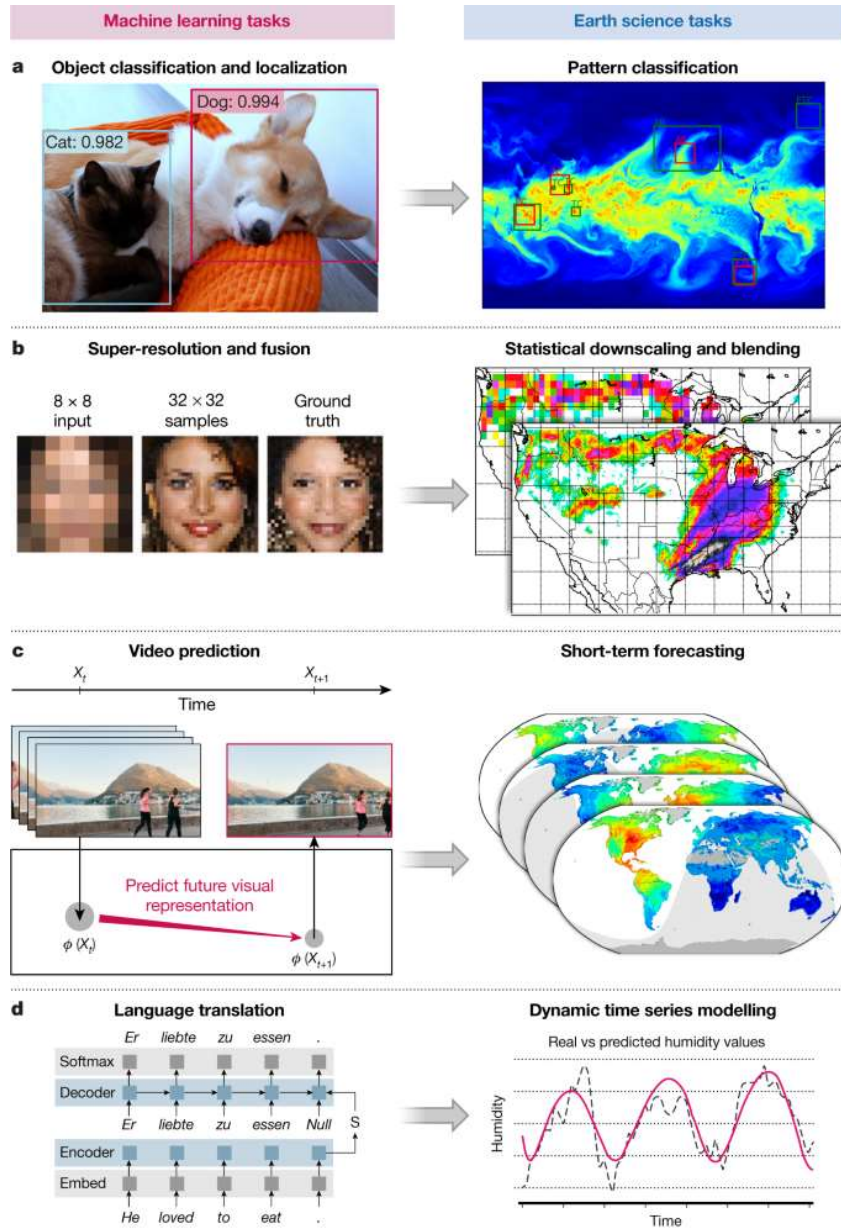 Machine learning tasks
Earth science tasks
a
Object classification and localization
Pattern classification
Dog: 0.994
Cat: 0.982
b
Super-resolution and fusion
Statistical downscaling and blending
8 × 8
input
32 × 32
samples
Ground
truth
c
Video prediction
Short-term forecasting
Xt
Xt+1
Time
Predict future visual
representation
ϕ (Xt)
ϕ (Xt+1)
d
Language translation
Dynamic time series modelling
Er liebte zu essen .
Softmax
Decoder
Er liebte zu essen Null
S
Encoder
Embed
He loved to eat .
Real vs predicted humidity values
Humidity
Time